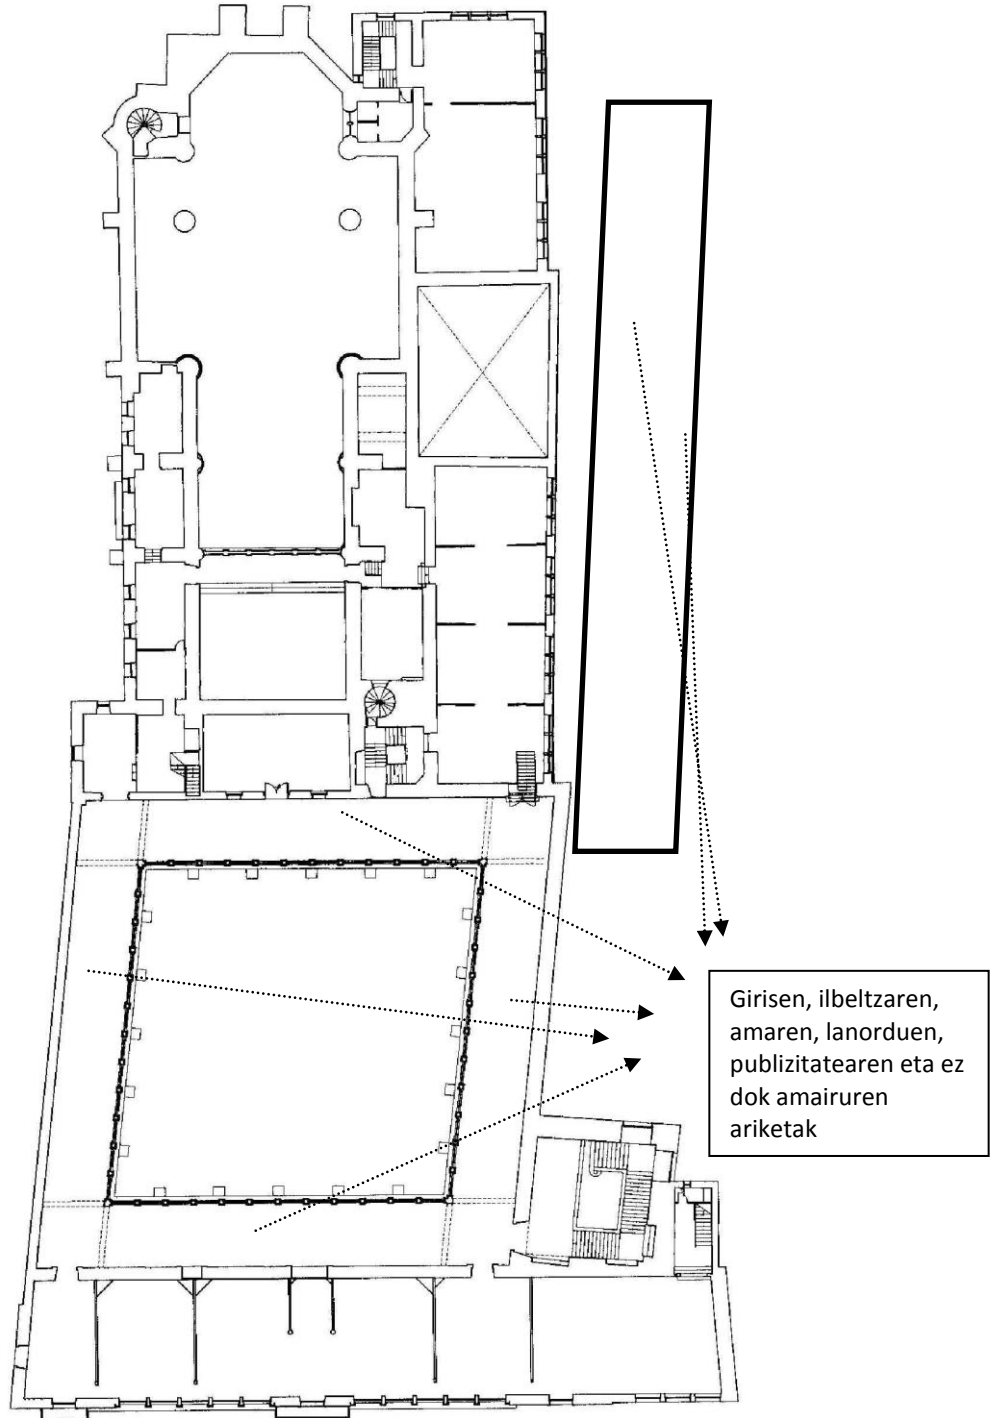 Girisen, ilbeltzaren,
amaren, lanorduen,
publizitatearen eta ez
dok amairuren
ariketak